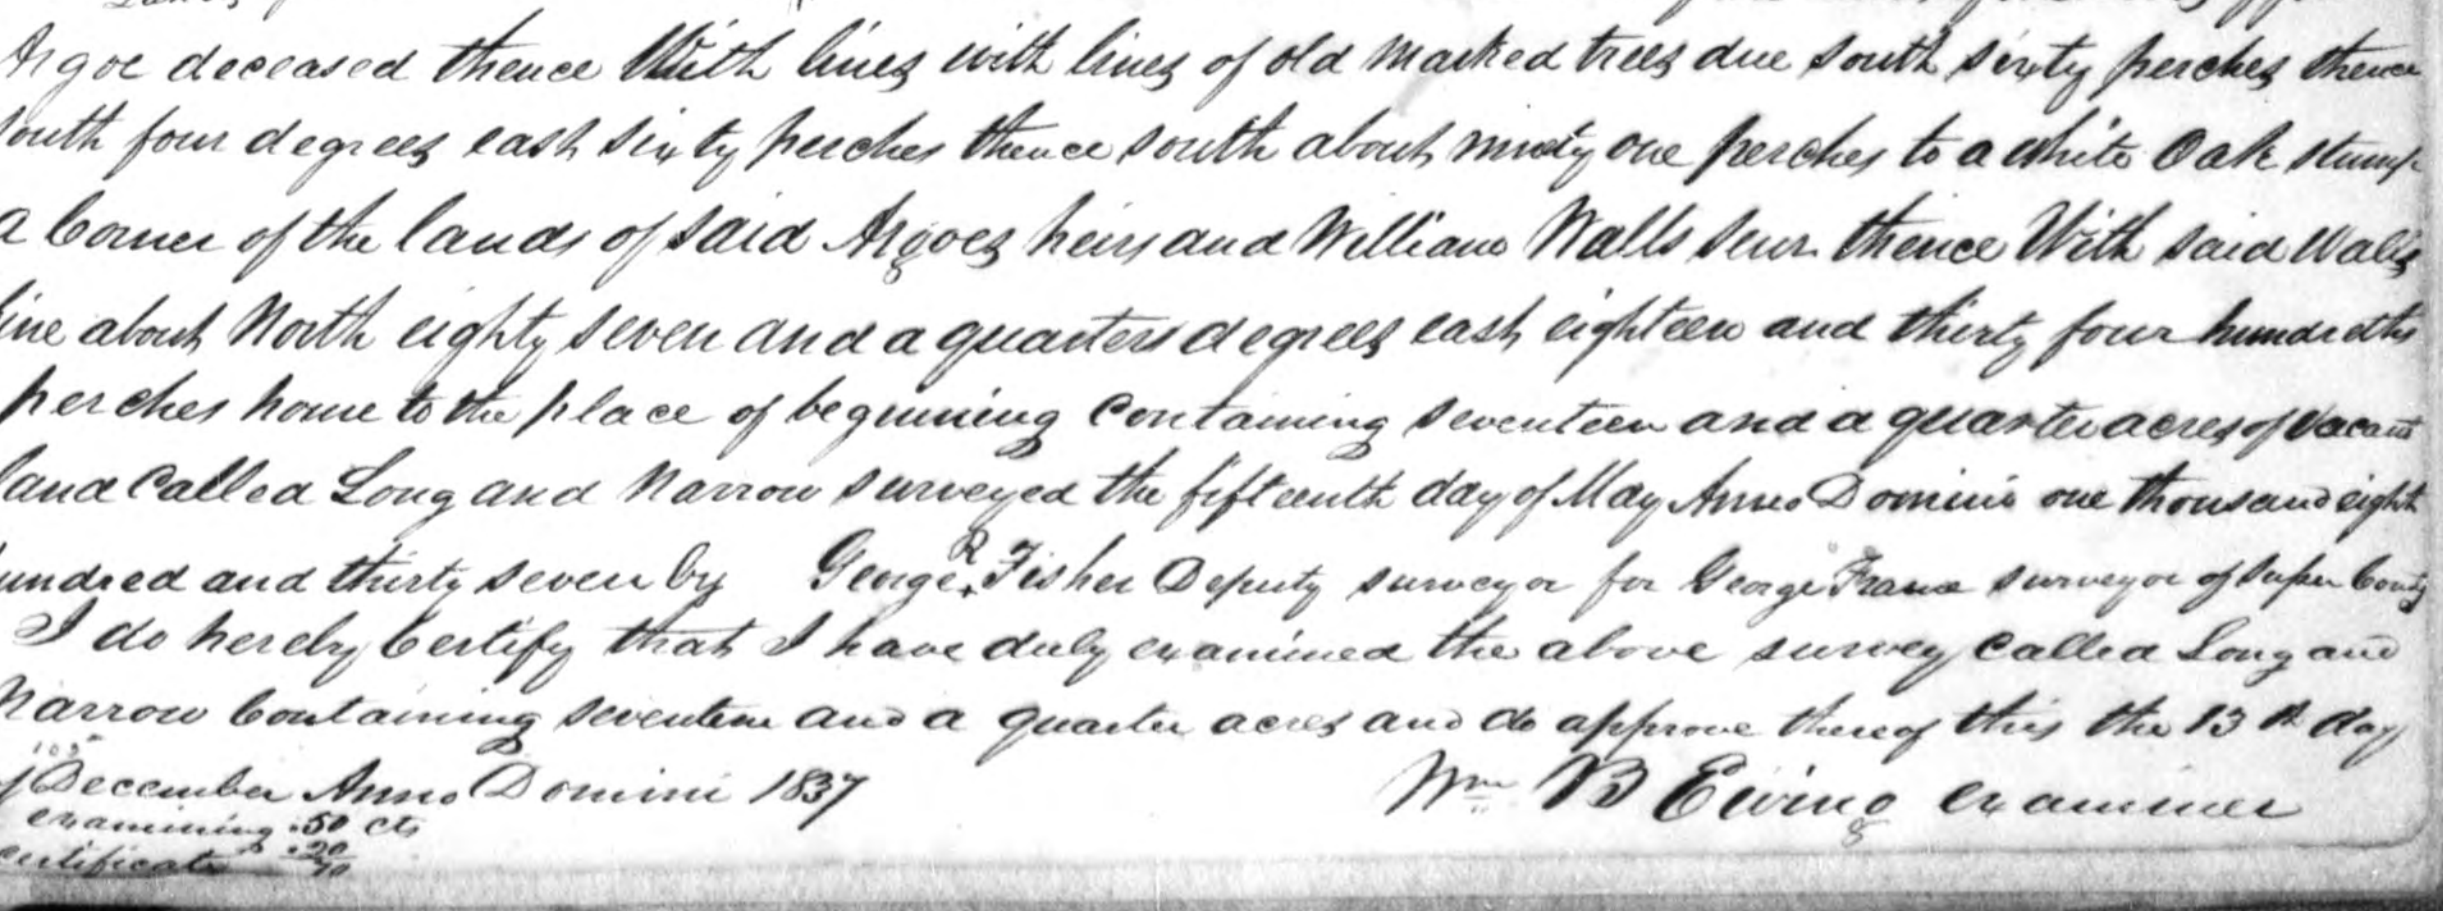 Argoe deceased thence With lines with lines of old marked trees due south sixty perches thence
south four degrees east sixty perches thence south about ninety one perches to a white Oak stump
a Corner of the lands of said Argoes heirs and William Walls senr. thence With said Walls
line about North eighty seven and a quarters degrees east eighteen and thirty four hundredths
perches home to the place of beginning Containing seventeen and a quarter acres of vacant
land Called Long and Narrow surveyed the fifteenth day of May Anno Domini one thousand eight
hundred and thirty seven by George R Fisher Deputy surveyor for George Frame surveyor of Sussex County
I do hereby Certify that I have duly examined the above survey Called Long and
Narrow Containing seventeen and a quarter acres and do approve thereof this the 13th day
105
of December Anno Domini 1837 Wm B Ewing examiner
examining .50 cts
certificate .20
70